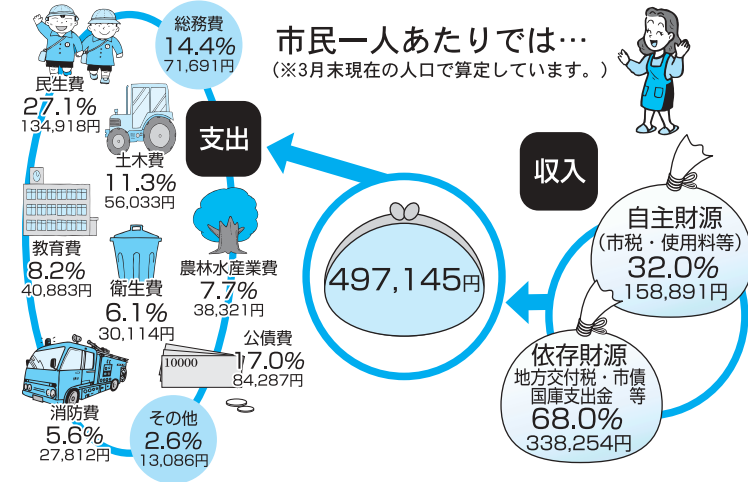 市民一人あたりでは…
(※3月末現在の人口で算定しています。)
支出
総務費
14.4%
71,691円
民生費
27.1%
134,918円
土木費
11.3%
56,033円
教育費
8.2%
40,883円
衛生費
6.1%
30,114円
農林水産業費
7.7%
38,321円
公債費
17.0%
84,287円
10000
消防費
5.6%
27,812円
その他
2.6%
13,086円
497,145円
収入
自主財源
(市税・使用料等)
32.0%
158,891円
依存財源
地方交付税・市債
国庫支出金 等
68.0%
338,254円